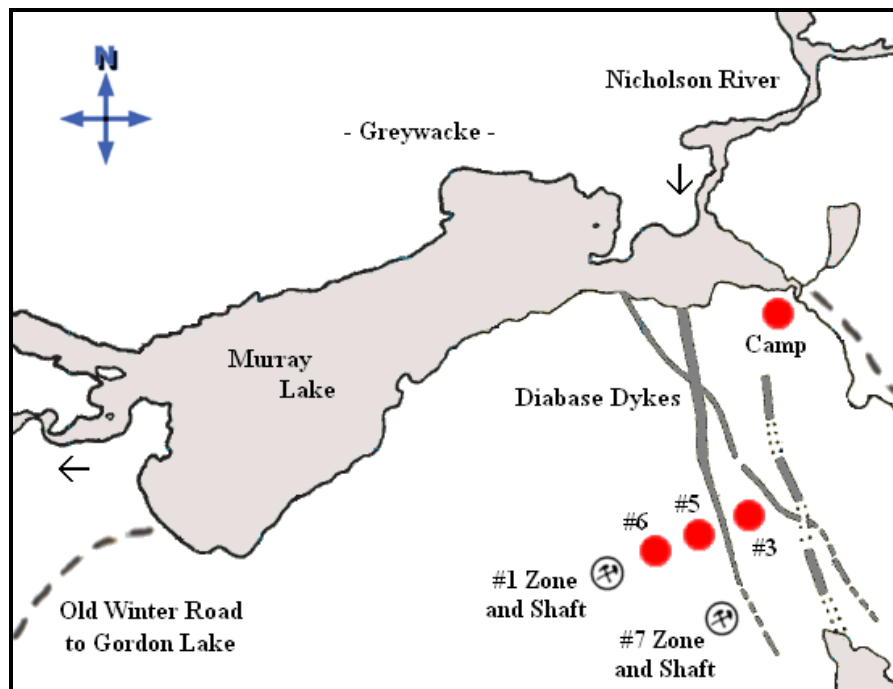 N
Nicholson River
- Greywacke -
Murray
Lake
Camp
Diabase Dykes
#5
#6
#3
#1 Zone
and Shaft
Old Winter Road
to Gordon Lake
#7 Zone
and Shaft